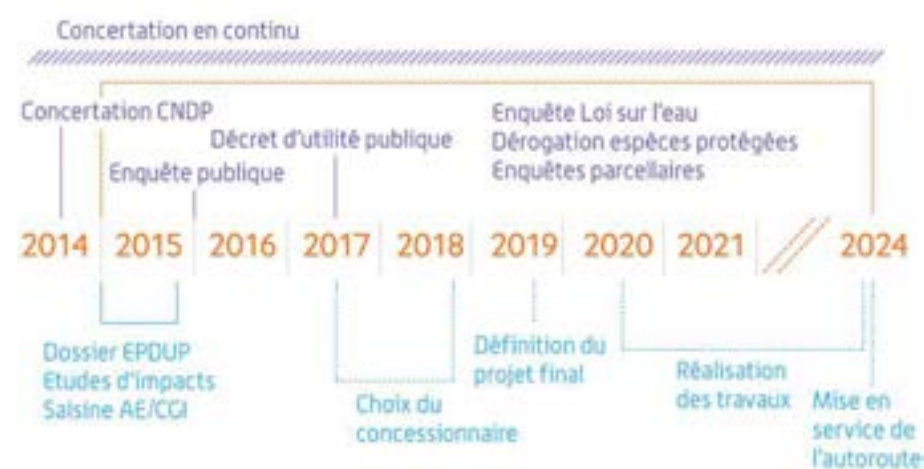 Concertation en continu
Concertation CNDP
Décret d'utilité publique
Enquête publique
Enquête Loi sur l'eau
Dérogation espèces protégées
Enquêtes parcellaires
2014 2015 2016 2017 2018 2019 2020 2021 // 2024
Dossier EPDUP
Etudes d'impacts
Saisine AE/CGI
Choix du
concessionnaire
Définition du
projet final
Réalisation
des travaux
Mise en
service de
l'autoroute